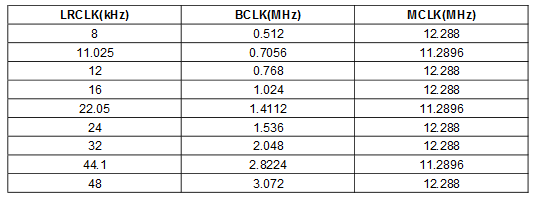 LRCLK(kHz) BCLK(MHz) MCLK(MHz)
8 0.512 12.288
11.025 0.7056 11.2896
12 0.768 12.288
16 1.024 12.288
22.05 1.4112 11.2896
24 1.536 12.288
32 2.048 12.288
44.1 2.8224 11.2896
48 3.072 12.288